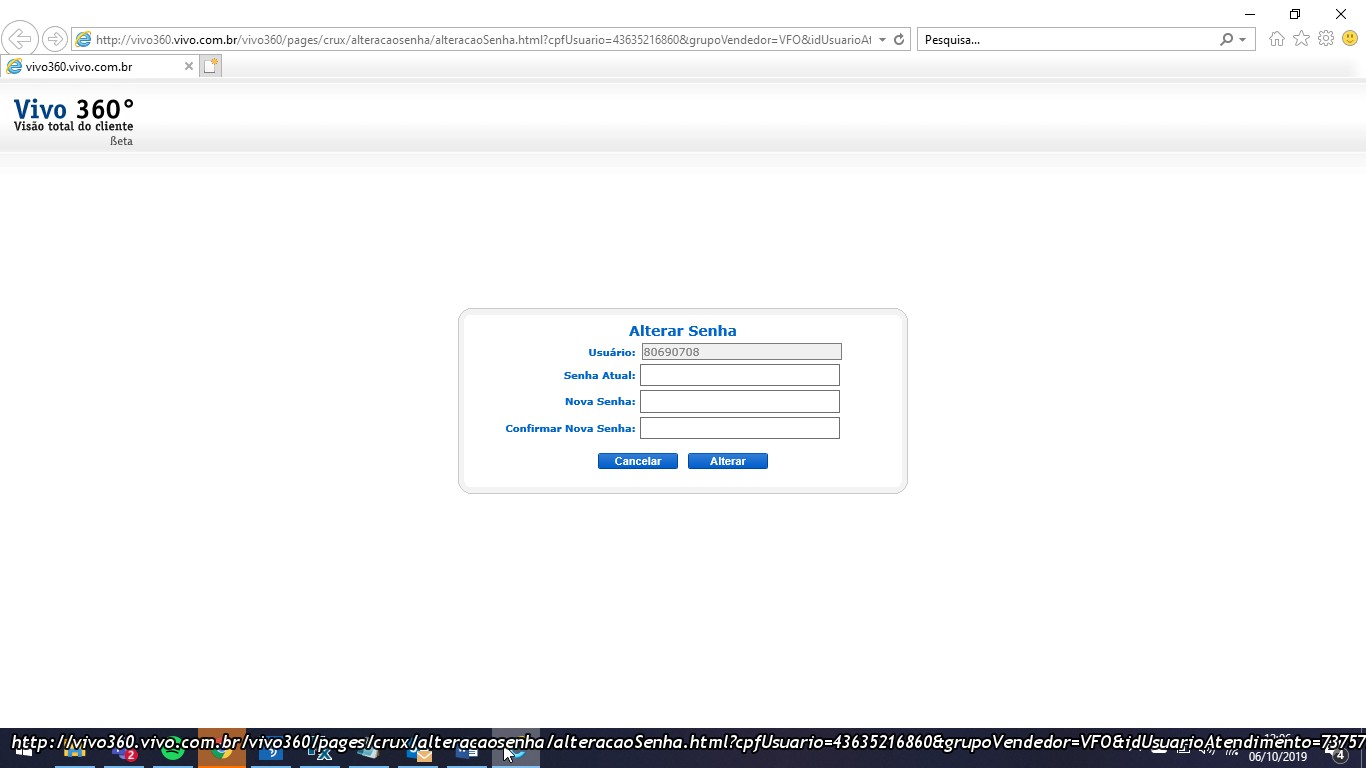 http://vivo360.vivo.com.br/vivo360/pages/crux/alteracaosenha/alteracaoSenha.html?cpfUsuario=43635216860&grupoVendedor=VFO&idUsuarioAt
Pesquisa...
vivo360.vivo.com.br
Vivo 360°
Visão total do cliente
ßeta
Alterar Senha
Usuário: 80690708
Senha Atual:
Nova Senha:
Confirmar Nova Senha:
Cancelar Alterar
http://vivo360.vivo.com.br/vivo360/pages/crux/alteracaosenha/alteracaoSenha.html?cpfUsuario=43635216860&grupoVendedor=VFO&idUsuarioAtendimento=73757
2
06/10/2019
4